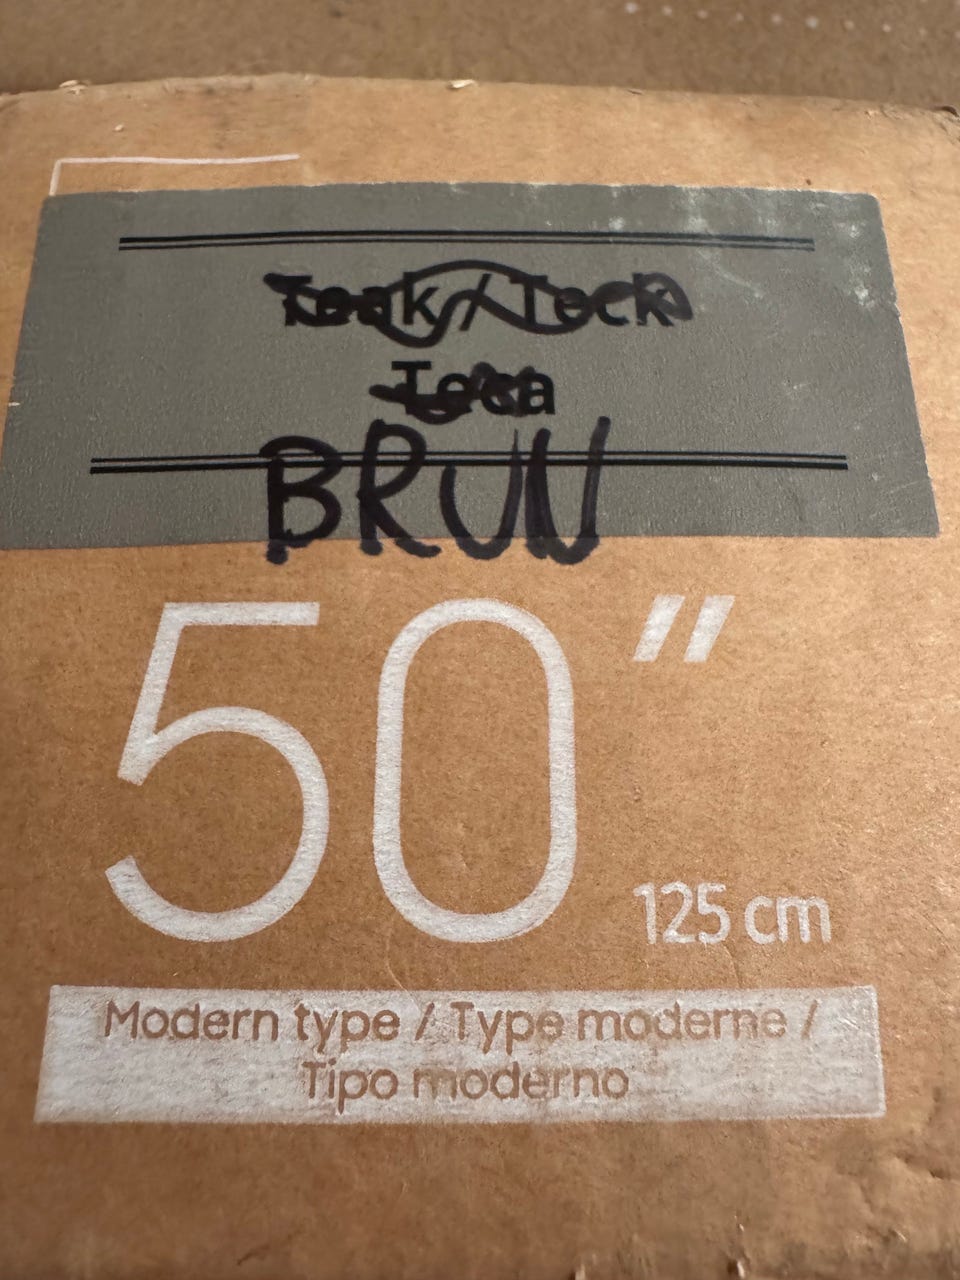 Teak / Teck
Teca
BRUN
50"
125 cm
Modern type / Type moderne /
Tipo moderno